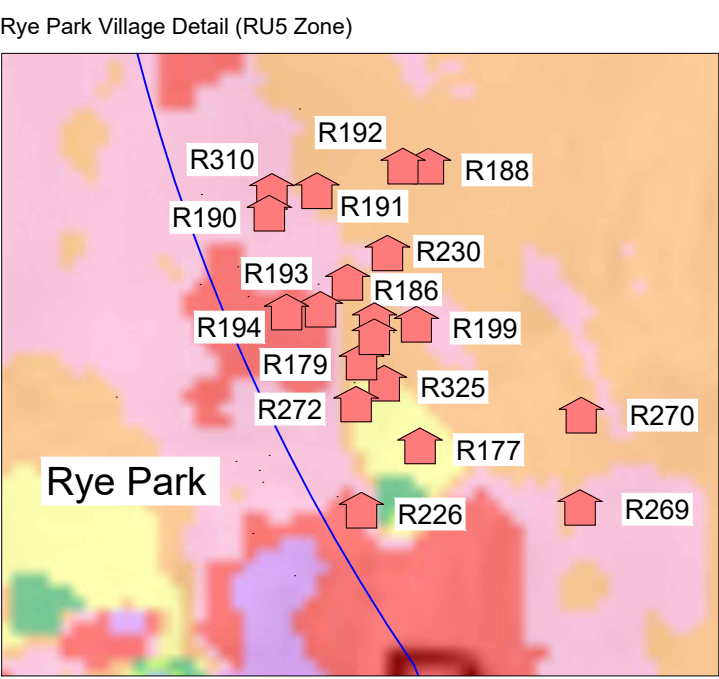 Rye Park Village Detail (RU5 Zone)
R192
R310
R188
R190
R191
R230
R193
R186
R194
R199
R179
R325
R272
R270
R177
Rye Park
R226
R269